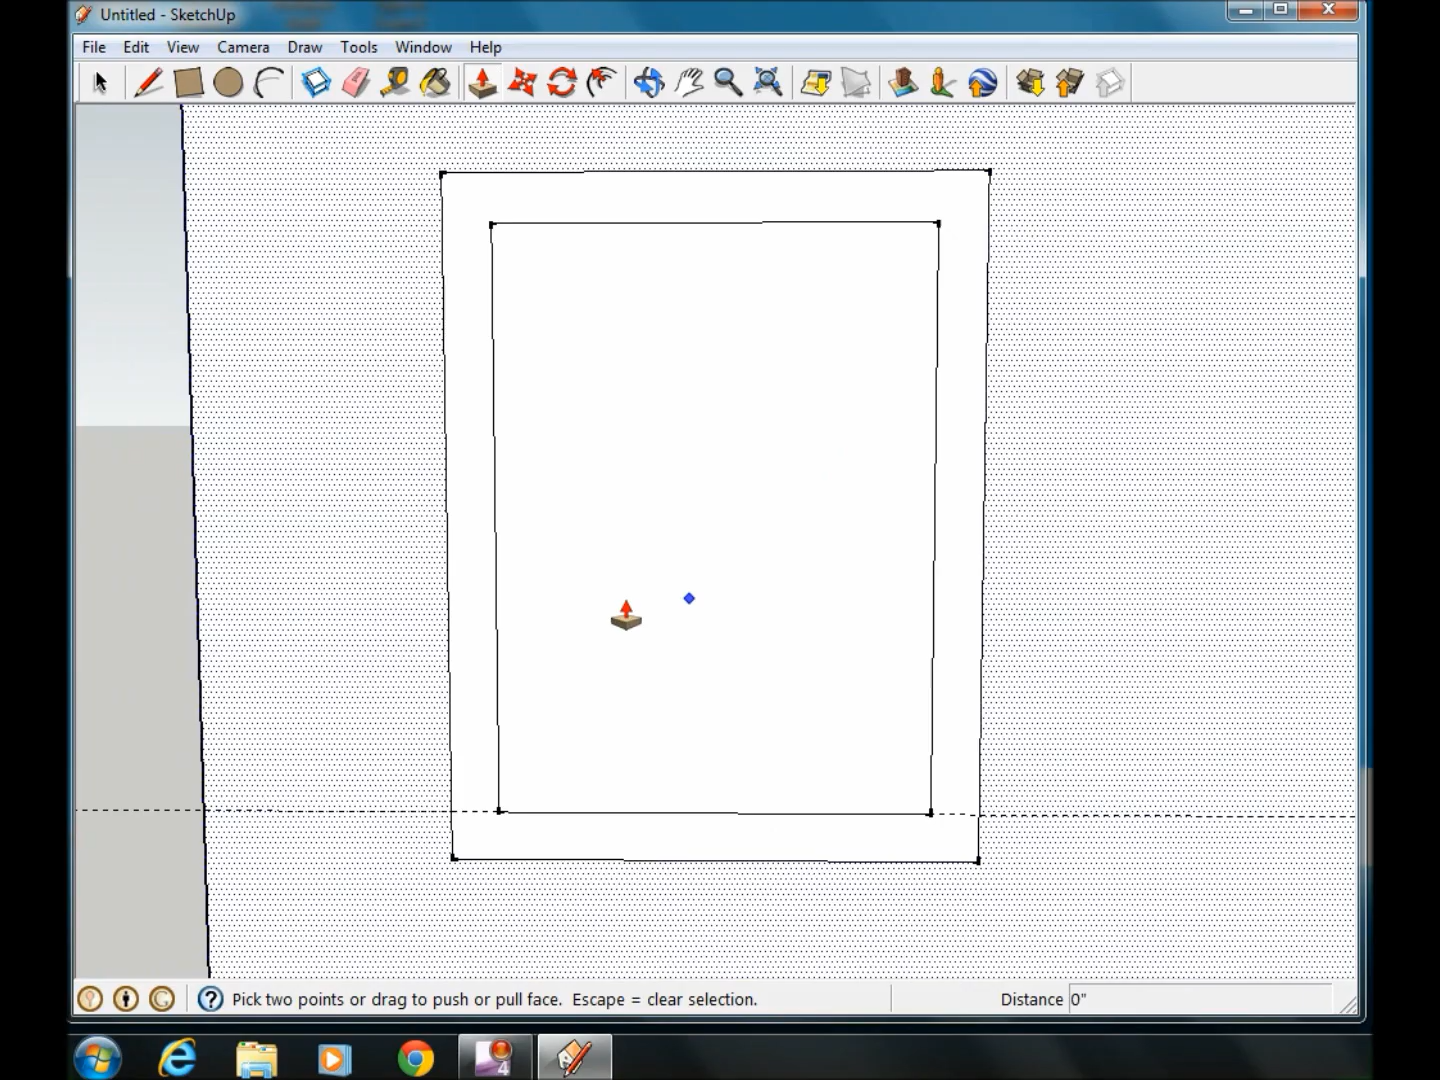 Untitled - SketchUp
File Edit View Camera Draw Tools Window Help
Pick two points or drag to push or pull face. Escape = clear selection.
Distance 0"
4